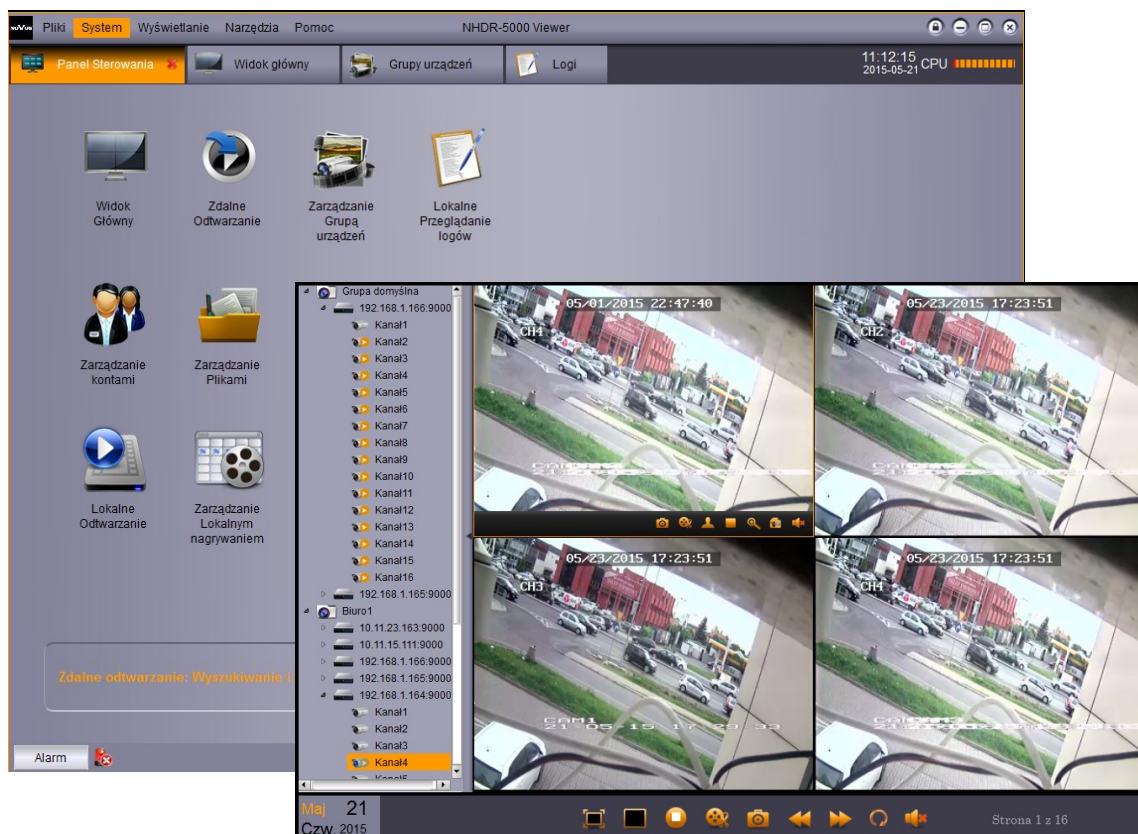 NOVUS
Pliki System Wyświetlanie Narzędzia Pomoc NHDR-5000 Viewer
Panel Sterowania Widok główny Grupy urządzeń Logi 11:12:15
2015-05-21 CPU
Widok Zdalne Zarządzanie Lokalne
Główny Odtwarzanie Grupą Przeglądanie
urządzeń logów
Zarządzanie Zarządzanie
kontami Plikami
Lokalne Zarządzanie
Odtwarzanie Lokalnym
nagrywaniem
Zdalne odtwarzanie: Wyszukiwanie i
Alarm
Grupa domyślna
192.168.1.166:9000
Kanał1
Kanał2
Kanał3
Kanał4
Kanał5
Kanał6
Kanał7
Kanał8
Kanał9
Kanał10
Kanał11
Kanał12
Kanał13
Kanał14
Kanał15
Kanał16
192.168.1.165:9000
Biuro1
10.11.23.163:9000
10.11.15.111:9000
192.168.1.166:9000
192.168.1.165:9000
192.168.1.164:9000
Kanał1
Kanał2
Kanał3
Kanał4
Kanał5
05/01/2015 22:47:40
CH4
05/23/2015 17:23:51
CH2
05/23/2015 17:23:51
CH3
CAM1
21-05-15 17
05/23/2015 17:23:51
CH4
Maj 21
Czw. 2015
Strona 1 z 16